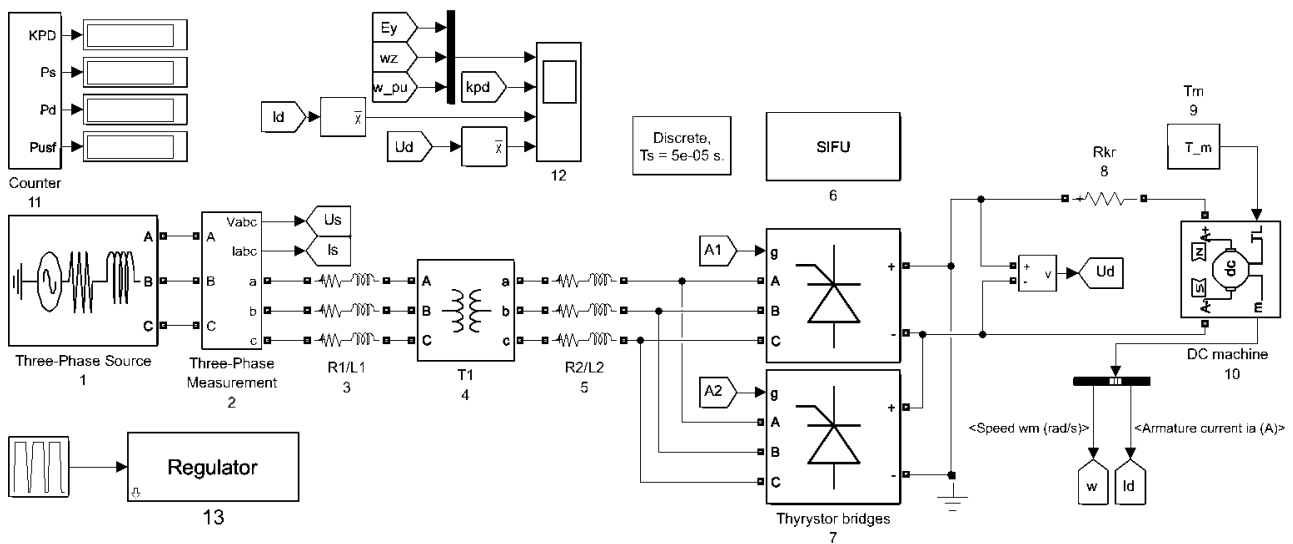 KPD
Ps
Pd
Pusf
Counter
11
Ey
wz
w_pu
kpd
Id
x
Ud
x
12
Discrete,
Ts = 5e-05 s.
SIFU
6
Tm
9
T_m
Rkr
8
+
A
B
C
Three-Phase Source
1
A
B
C
Vabc
Iabc
a
b
c
Three-Phase
Measurement
2
Us
Is
R1/L1
3
A
B
C
a
b
c
T1
4
R2/L2
5
A1
g
A
B
C
+
-
A2
g
A
B
C
+
-
Thyrystor bridges
7
+
-
v
Ud
A+
TL
N
dc
S
A-
m
DC machine
10
<Speed wm (rad/s)>
<Armature current ia (A)>
w
Id
Regulator
13